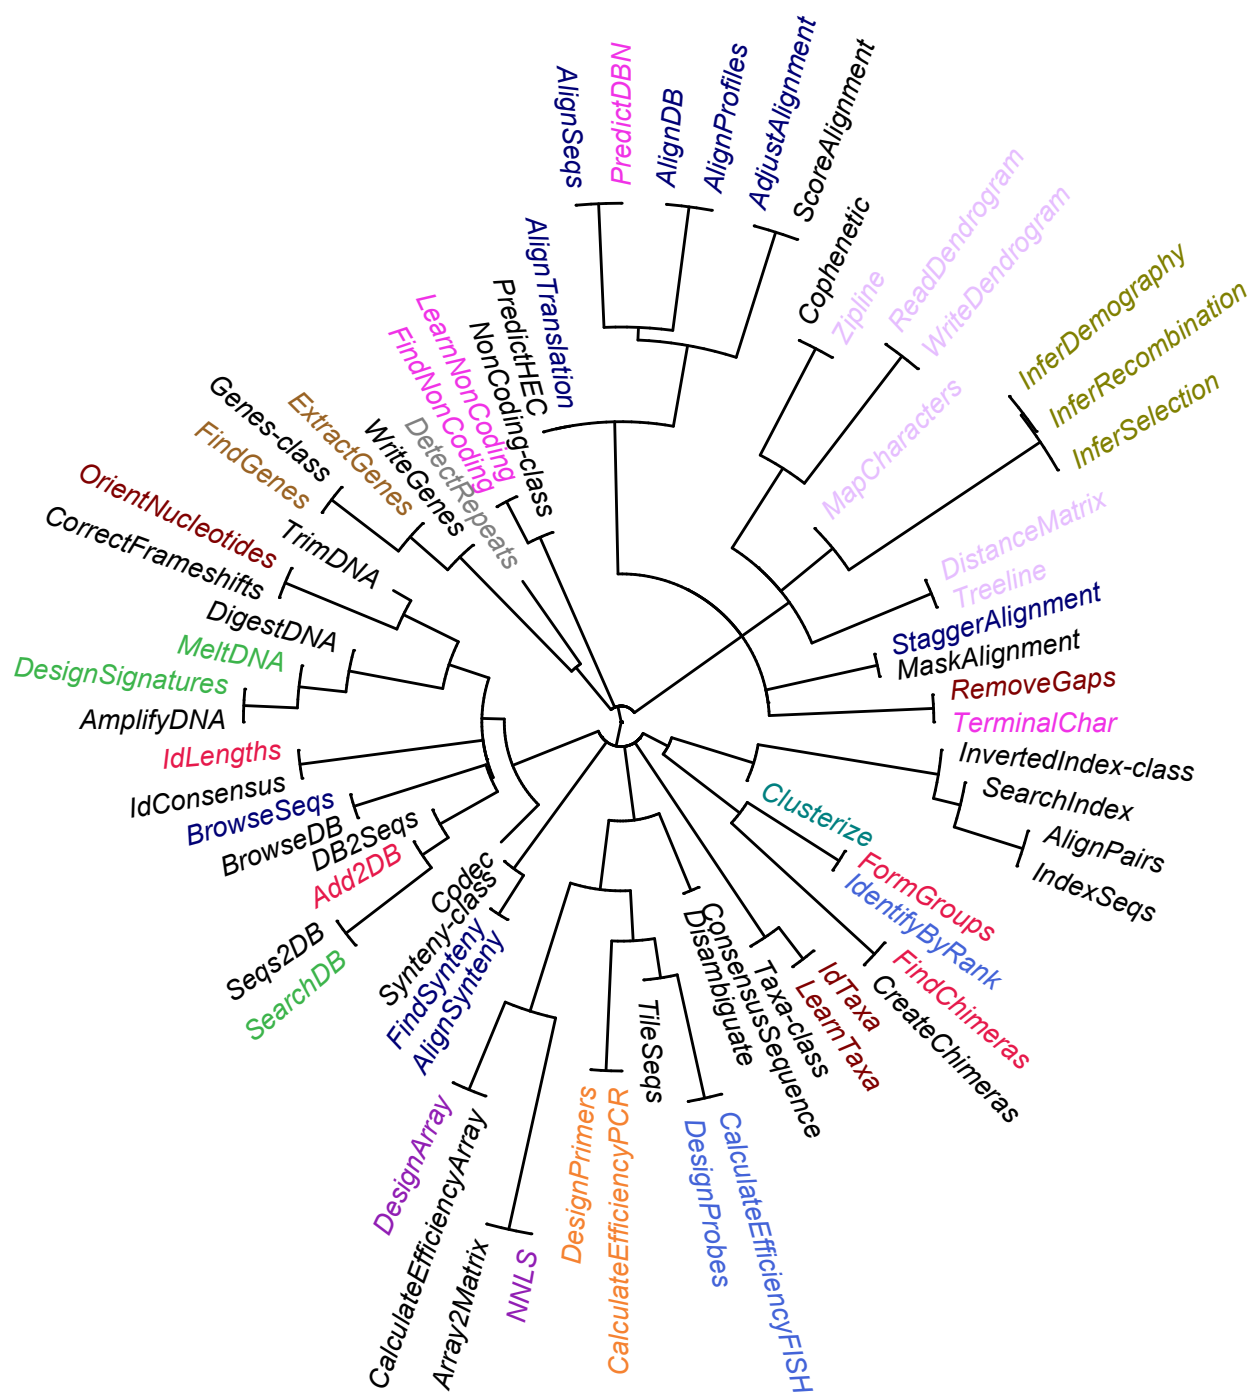 AlignSeqs
PredictDBN
AlignDB
AlignProfiles
AdjustAlignment
ScoreAlignment
Cophenetic
Zipline
ReadDendrogram
WriteDendrogram
MapCharacters
InferDemography
InferRecombination
InferSelection
DistanceMatrix
Treeline
StaggerAlignment
MaskAlignment
RemoveGaps
TerminalChar
InvertedIndex-class
SearchIndex
AlignPairs
IndexSeqs
Clusterize
FormGroups
IdentifyByRank
FindChimeras
CreateChimeras
IdTaxa
LearnTaxa
Taxa-class
ConsensusSequence
Disambiguate
CalculateEfficiencyFISH
DesignProbes
TileSeqs
CalculateEfficiencyPCR
DesignPrimers
NNLS
Array2Matrix
CalculateEfficiencyArray
DesignArray
AlignSynteny
FindSynteny
Synteny-class
Codec
SearchDB
Seqs2DB
Add2DB
DB2Seqs
BrowseDB
BrowseSeqs
IdConsensus
IdLengths
AmplifyDNA
DesignSignatures
MeltDNA
DigestDNA
CorrectFrameshifts
OrientNucleotides
TrimDNA
FindGenes
Genes-class
ExtractGenes
WriteGenes
DetectRepeats
FindNonCoding
LearnNonCoding
NonCoding-class
PredictHEC
AlignTranslation